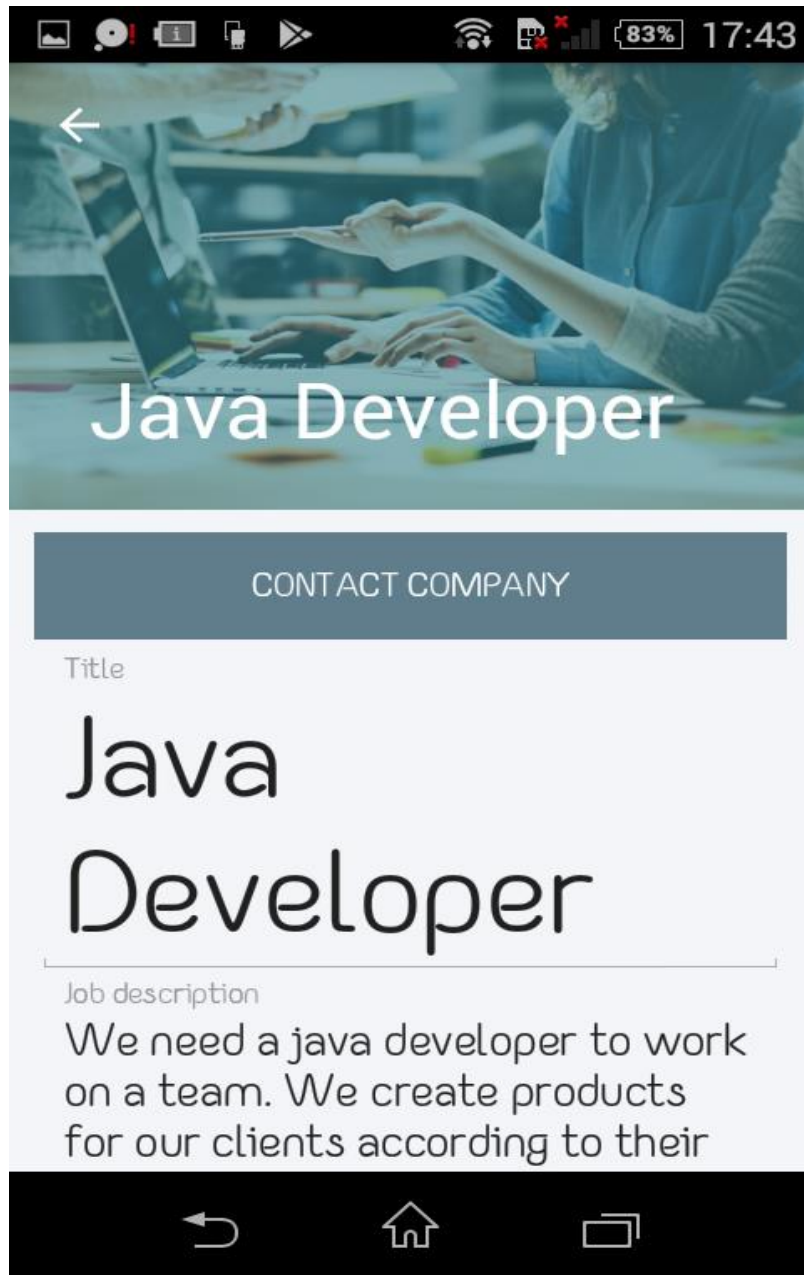 83% 17:43
Java Developer
CONTACT COMPANY
Title
Java
Developer
Job description
We need a java developer to work
on a team. We create products
for our clients according to their